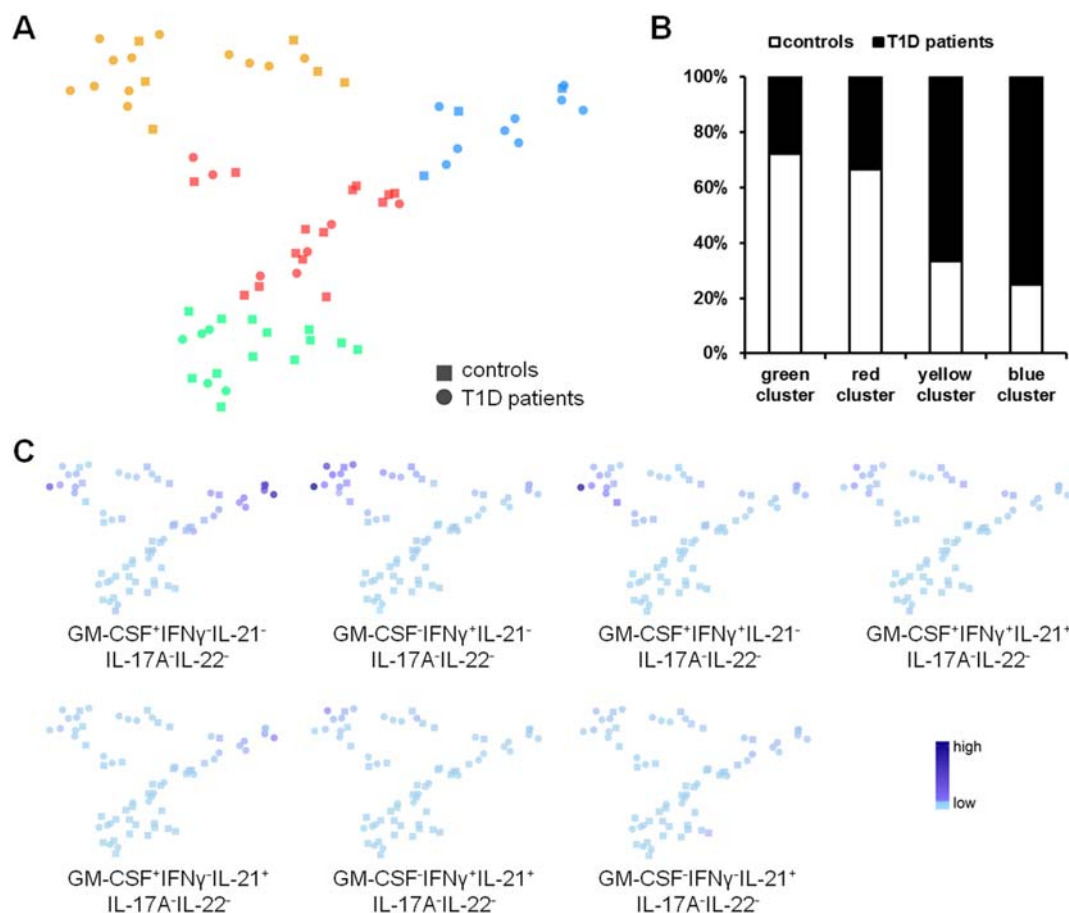 A
B
controls T1D patients
100%
80%
60%
40%
20%
0%
green cluster
red cluster
yellow cluster
blue cluster
controls
T1D patients
C
GM-CSF⁺IFNγ⁻IL-21⁻
IL-17A⁻IL-22⁻
GM-CSF⁻IFNγ⁺IL-21⁻
IL-17A⁻IL-22⁻
GM-CSF⁺IFNγ⁺IL-21⁻
IL-17A⁻IL-22⁻
GM-CSF⁺IFNγ⁺IL-21⁺
IL-17A⁻IL-22⁻
GM-CSF⁺IFNγ⁻IL-21⁺
IL-17A⁻IL-22⁻
GM-CSF⁻IFNγ⁺IL-21⁺
IL-17A⁻IL-22⁻
GM-CSF⁻IFNγ⁻IL-21⁺
IL-17A⁻IL-22⁻
high
low